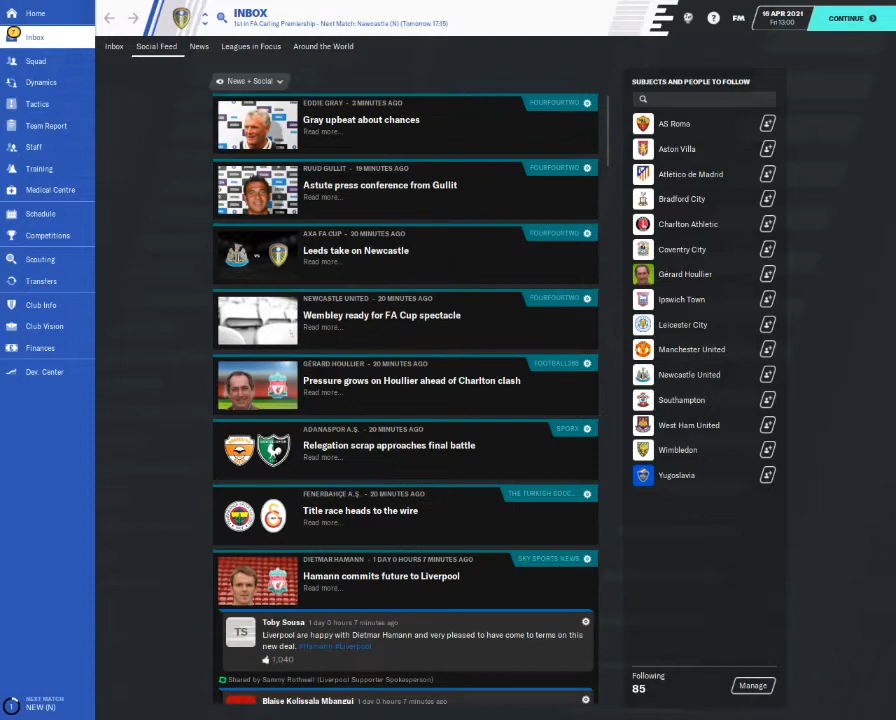 Home
Inbox
Squad
Dynamics
Tactics
Team Report
Staff
Training
Medical Centre
Schedule
Competitions
Scouting
Transfers
Club Info
Club Vision
Finances
Dev. Center
NEXT MATCH
NEW (N)
INBOX
1st in FA Carling Premiership - Next Match: Newcastle (N) (Tomorrow 17:15)
FM
16 APR 2021
Fri 13:00
CONTINUE
Inbox
Social Feed
News
Leagues in Focus
Around the World
News + Social
EDDIE GRAY - 3 MINUTES AGO
FOURFOURTWO
Gray upbeat about chances
Read more...
RUUD GULLIT - 19 MINUTES AGO
FOURFOURTWO
Astute press conference from Gullit
Read more...
AXA FA CUP - 20 MINUTES AGO
FOURFOURTWO
Leeds take on Newcastle
Read more...
NEWCASTLE UNITED - 20 MINUTES AGO
FOURFOURTWO
Wembley ready for FA Cup spectacle
Read more...
GÉRARD HOULLIER - 20 MINUTES AGO
FOOTBALL365
Pressure grows on Houllier ahead of Charlton clash
Read more...
ADANASPOR A.Ş. - 20 MINUTES AGO
SPORX
Relegation scrap approaches final battle
Read more...
FENERBAHÇE A.Ş. - 20 MINUTES AGO
THE TURKISH SOCC...
Title race heads to the wire
Read more...
DIETMAR HAMANN - 1 DAY 0 HOURS 7 MINUTES AGO
SKY SPORTS NEWS
Hamann commits future to Liverpool
Read more...
TS
Toby Sousa 1 day 0 hours 7 minutes ago
Liverpool are happy with Dietmar Hamann and very pleased to have come to terms on this
new deal. #Hamann #Liverpool
1,040
Shared by Sammy Rothwell (Liverpool Supporter Spokesperson)
Blaise Kolissala Mbangui 1 day 0 hours 7 minutes ago
SUBJECTS AND PEOPLE TO FOLLOW
AS Roma
Aston Villa
Atlético de Madrid
Bradford City
Charlton Athletic
Coventry City
Gérard Houllier
Ipswich Town
Leicester City
Manchester United
Newcastle United
Southampton
West Ham United
Wimbledon
Yugoslavia
Following
85
Manage